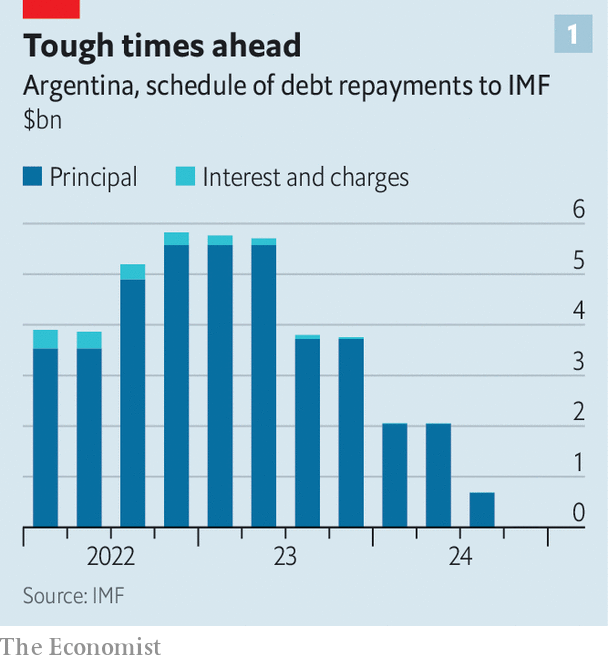 1
Tough times ahead
Argentina, schedule of debt repayments to IMF
$bn
Principal
Interest and charges
6
5
4
3
2
1
0
2022
23
24
Source: IMF
The Economist